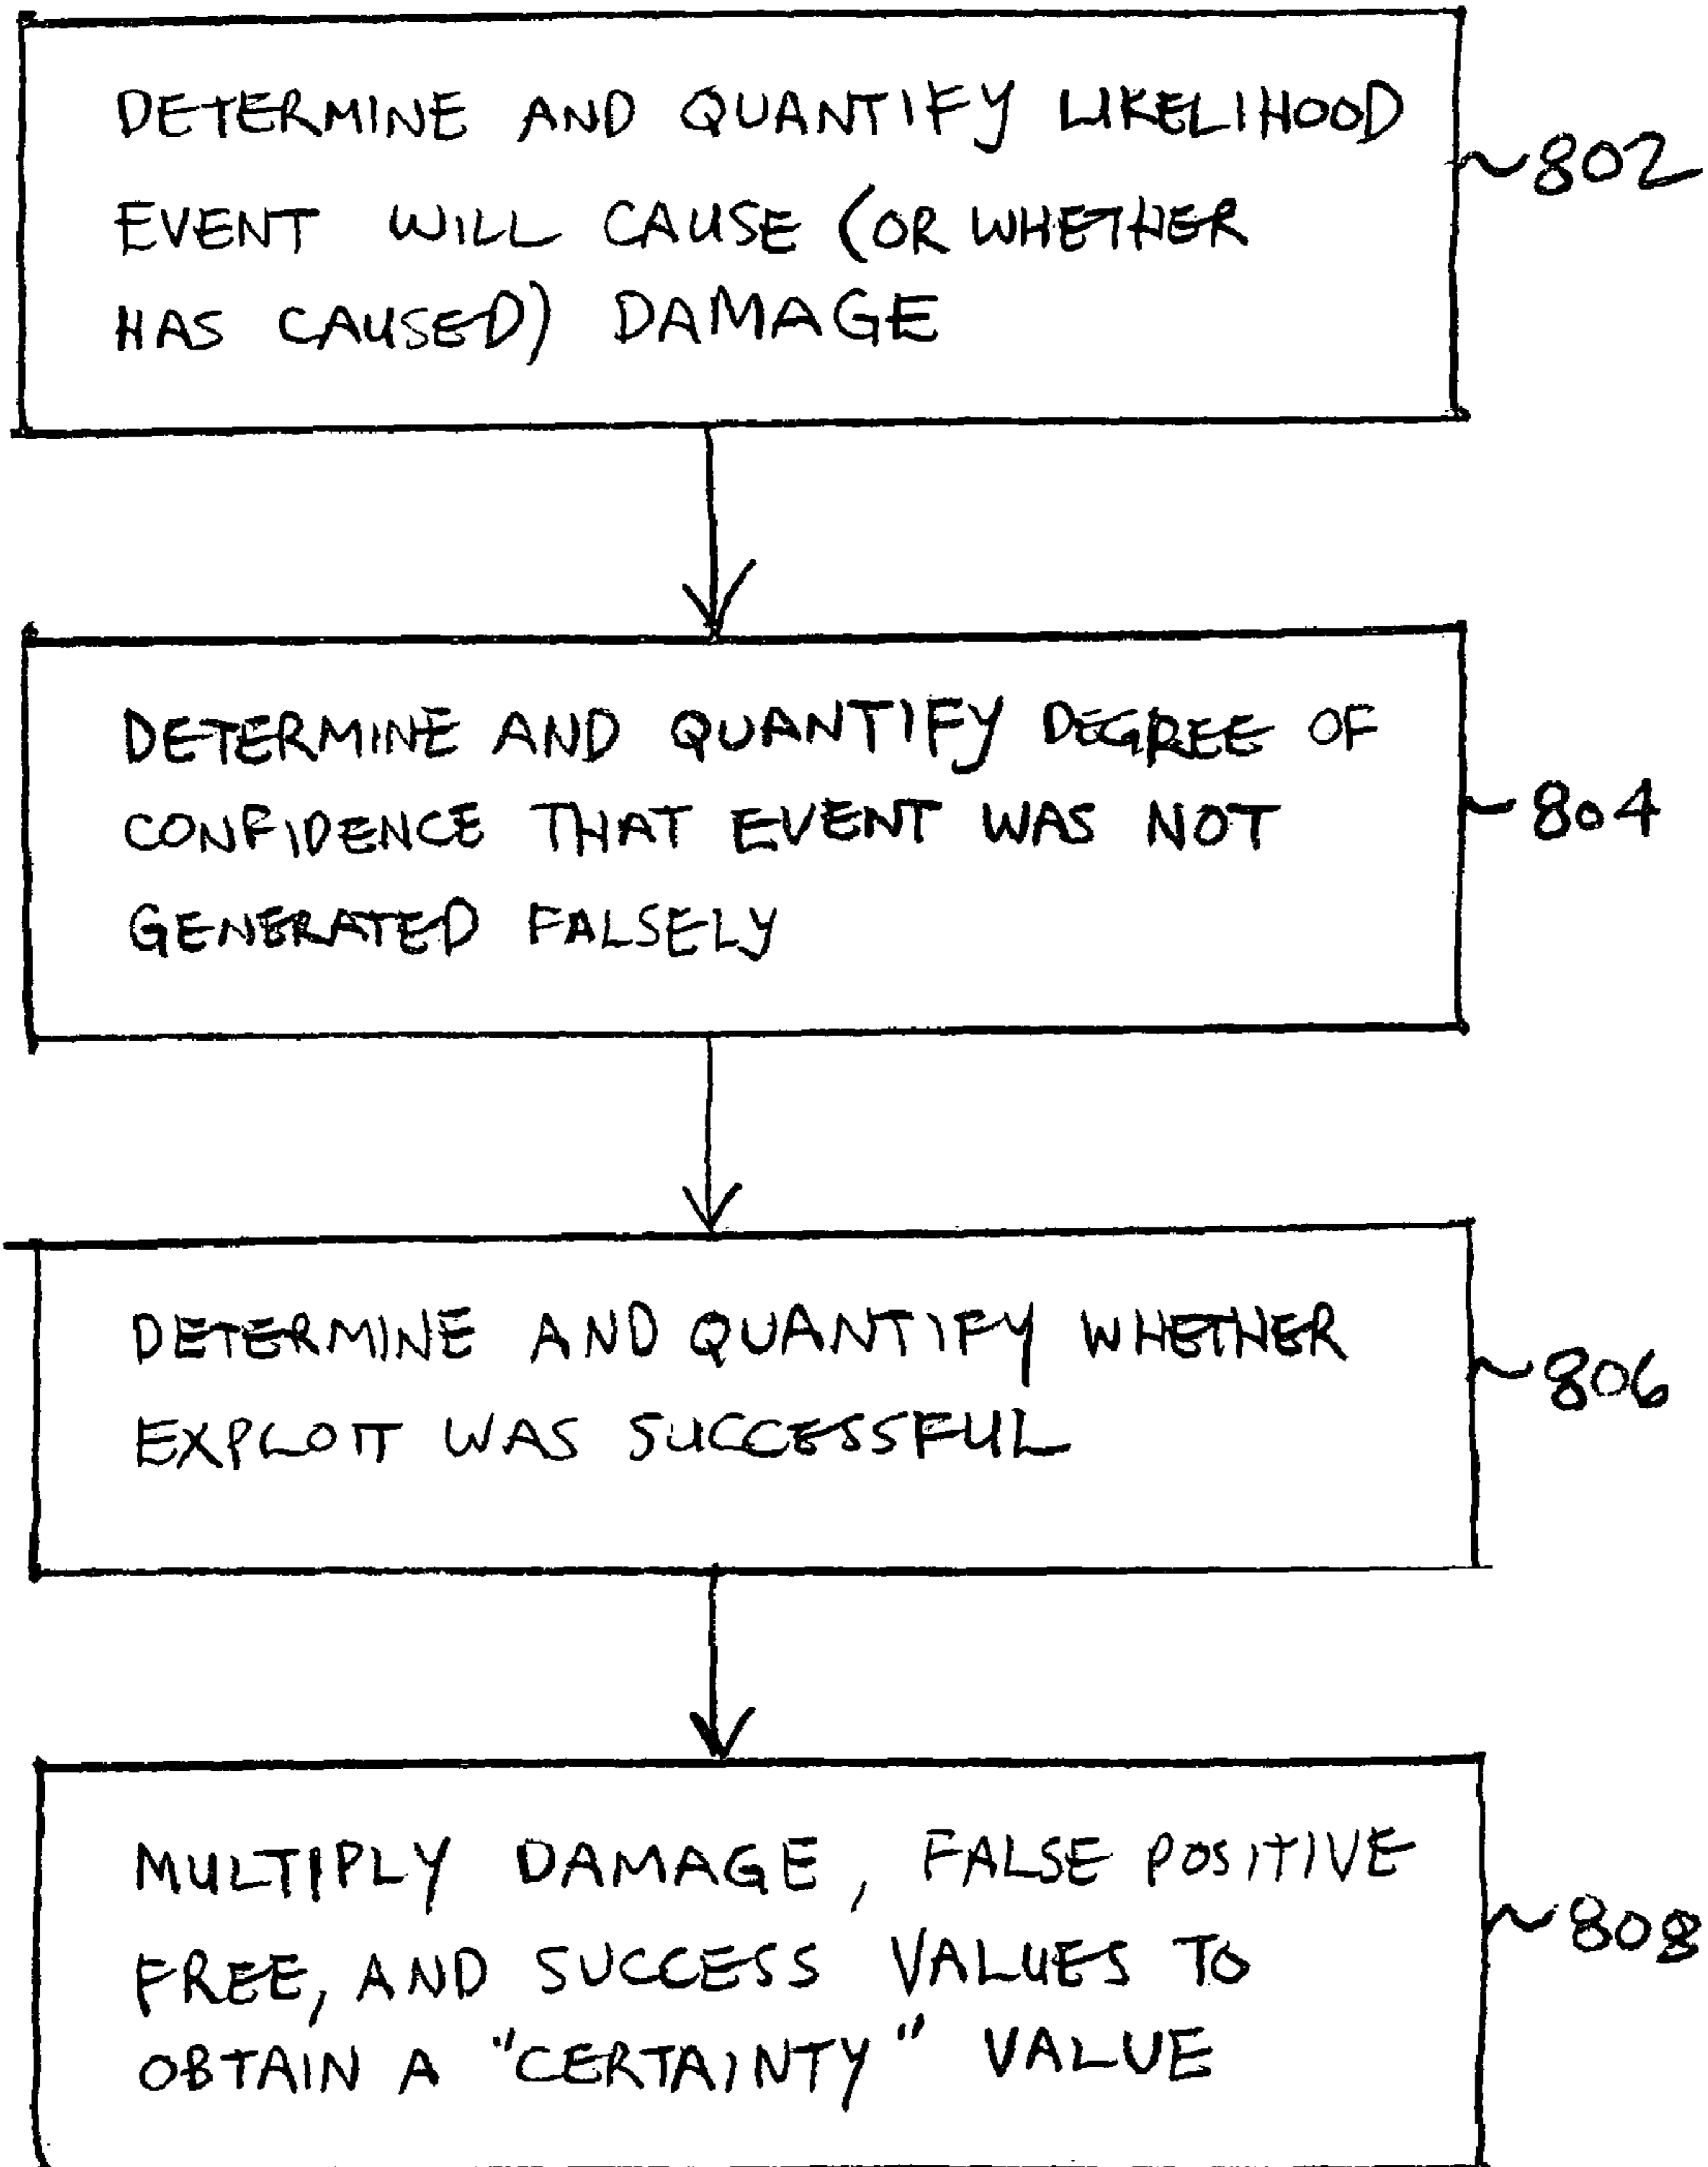 DETERMINE AND QUANTIFY LIKELIHOOD
EVENT WILL CAUSE (OR WHETHER
HAS CAUSED) DAMAGE
~802
DETERMINE AND QUANTIFY DEGREE OF
CONFIDENCE THAT EVENT WAS NOT
GENERATED FALSELY
~804
DETERMINE AND QUANTIFY WHETHER
EXPLOIT WAS SUCCESSFUL
~806
MULTIPLY DAMAGE, FALSE POSITIVE
FREE, AND SUCCESS VALUES TO
OBTAIN A "CERTAINTY" VALUE
~808